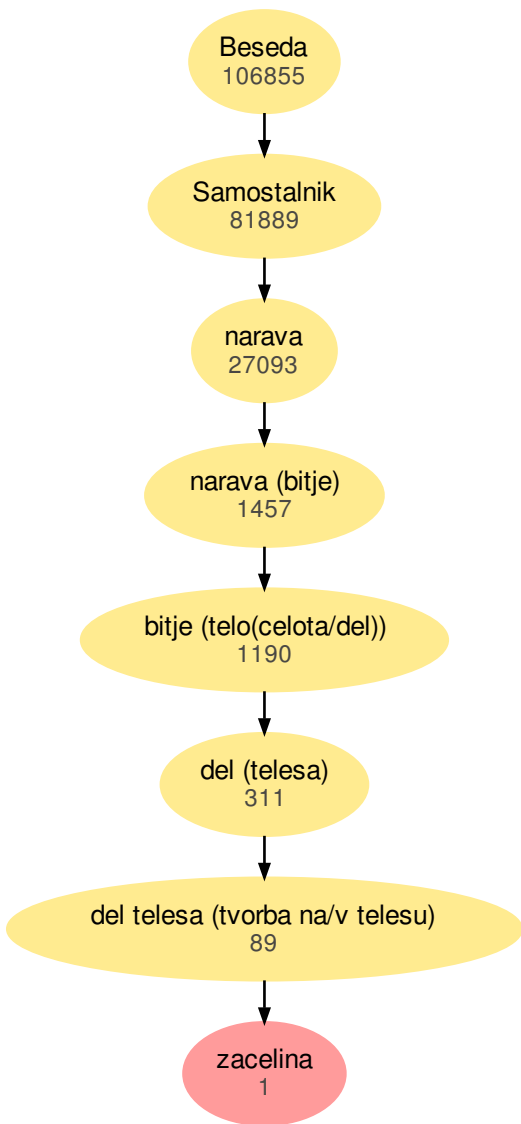 Beseda
106855
Samostalnik
81889
narava
27093
narava (bitje)
1457
bitje (telo(celota/del))
1190
del (telesa)
311
del telesa (tvorba na/v telesu)
89
zacelina
1